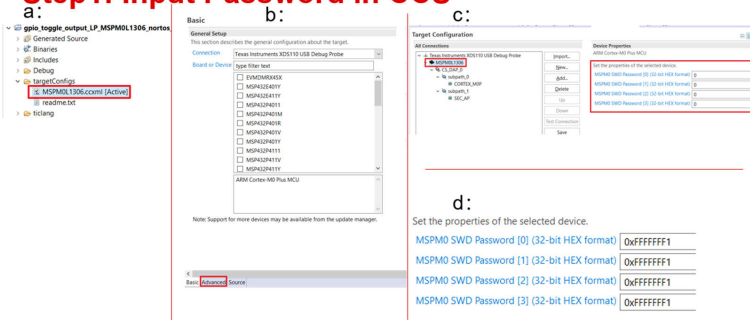 Step1: Input Password in CCS
a:
gpio_toggle_output_LP_MSPM0L1306_nortos_
Generated Source
Binaries
Includes
Debug
targetConfigs
MSPM0L1306.ccxml [Active]
readme.txt
ticlang
b:
Basic
General Setup
This section describes the general configuration about the target.
Connection
Texas Instruments XDS110 USB Debug Probe
Board or Device
type filter text
EVMDMRX45X
MSP432E401Y
MSP432E411Y
MSP432P4011
MSP432P401M
MSP432P401R
MSP432P401V
MSP432P401Y
MSP432P4111
MSP432P411V
MSP432P411Y
ARM Cortex-M0 Plus MCU
Note: Support for more devices may be available from the update manager.
Basic Advanced Source
c:
Target Configuration
All Connections
Texas Instruments XDS110 USB Debug Probe
MSPM0L1306
CS_DAP_0
subpath_0
CORTEX_M0P
subpath_1
SEC_AP
Import...
New...
Add...
Delete
Up
Down
Test Connection
Save
Device Properties
ARM Cortex-M0 Plus MCU
Set the properties of the selected device.
MSPM0 SWD Password [0] (32-bit HEX format) 0
MSPM0 SWD Password [1] (32-bit HEX format) 0
MSPM0 SWD Password [2] (32-bit HEX format) 0
MSPM0 SWD Password [3] (32-bit HEX format) 0
d:
Set the properties of the selected device.
MSPM0 SWD Password [0] (32-bit HEX format) 0xFFFFFFF1
MSPM0 SWD Password [1] (32-bit HEX format) 0xFFFFFFF1
MSPM0 SWD Password [2] (32-bit HEX format) 0xFFFFFFF1
MSPM0 SWD Password [3] (32-bit HEX format) 0xFFFFFFF1